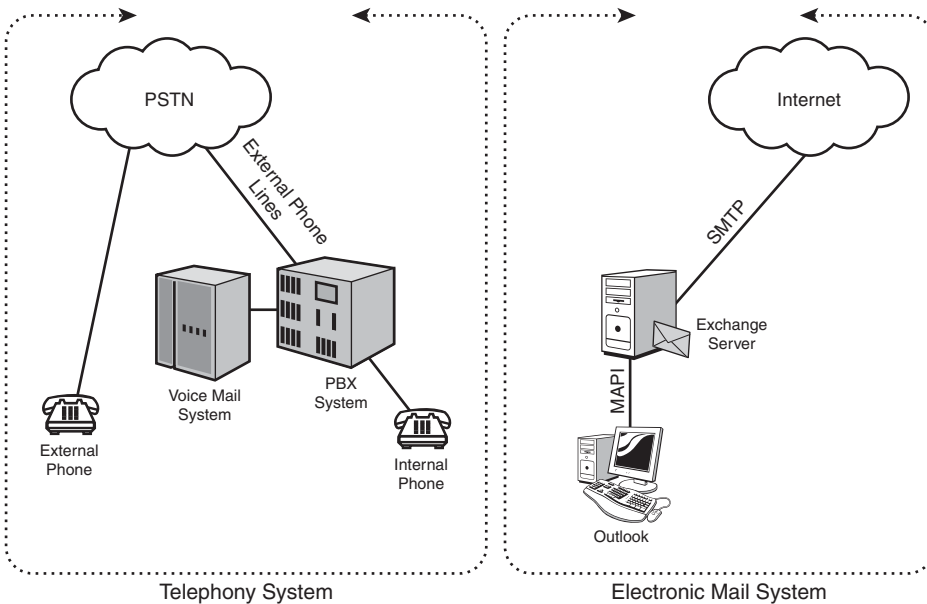 PSTN
External Phone
Lines
Voice Mail
System
PBX
System
External
Phone
Internal
Phone
Telephony System
Internet
SMTP
Exchange
Server
MAPI
Outlook
Electronic Mail System